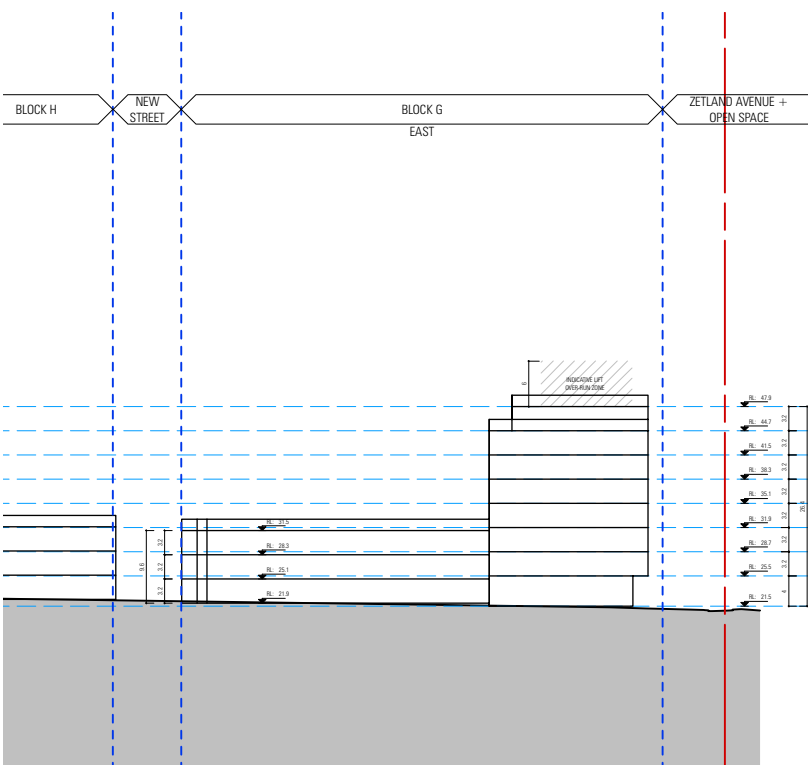 BLOCK H
NEW
STREET
BLOCK G
EAST
ZETLAND AVENUE +
OPEN SPACE
6
INDICATIVE LIFT
OVER-RUN ZONE
RL: 47.9
3.2
RL: 44.7
3.2
RL: 41.5
3.2
RL: 38.3
3.2
RL: 35.1
3.2
26.4
RL: 31.9
3.2
RL: 28.7
3.2
RL: 25.5
4
RL: 21.5
RL: 31.5
3.2
RL: 28.3
9.6
3.2
RL: 25.1
3.2
RL: 21.9